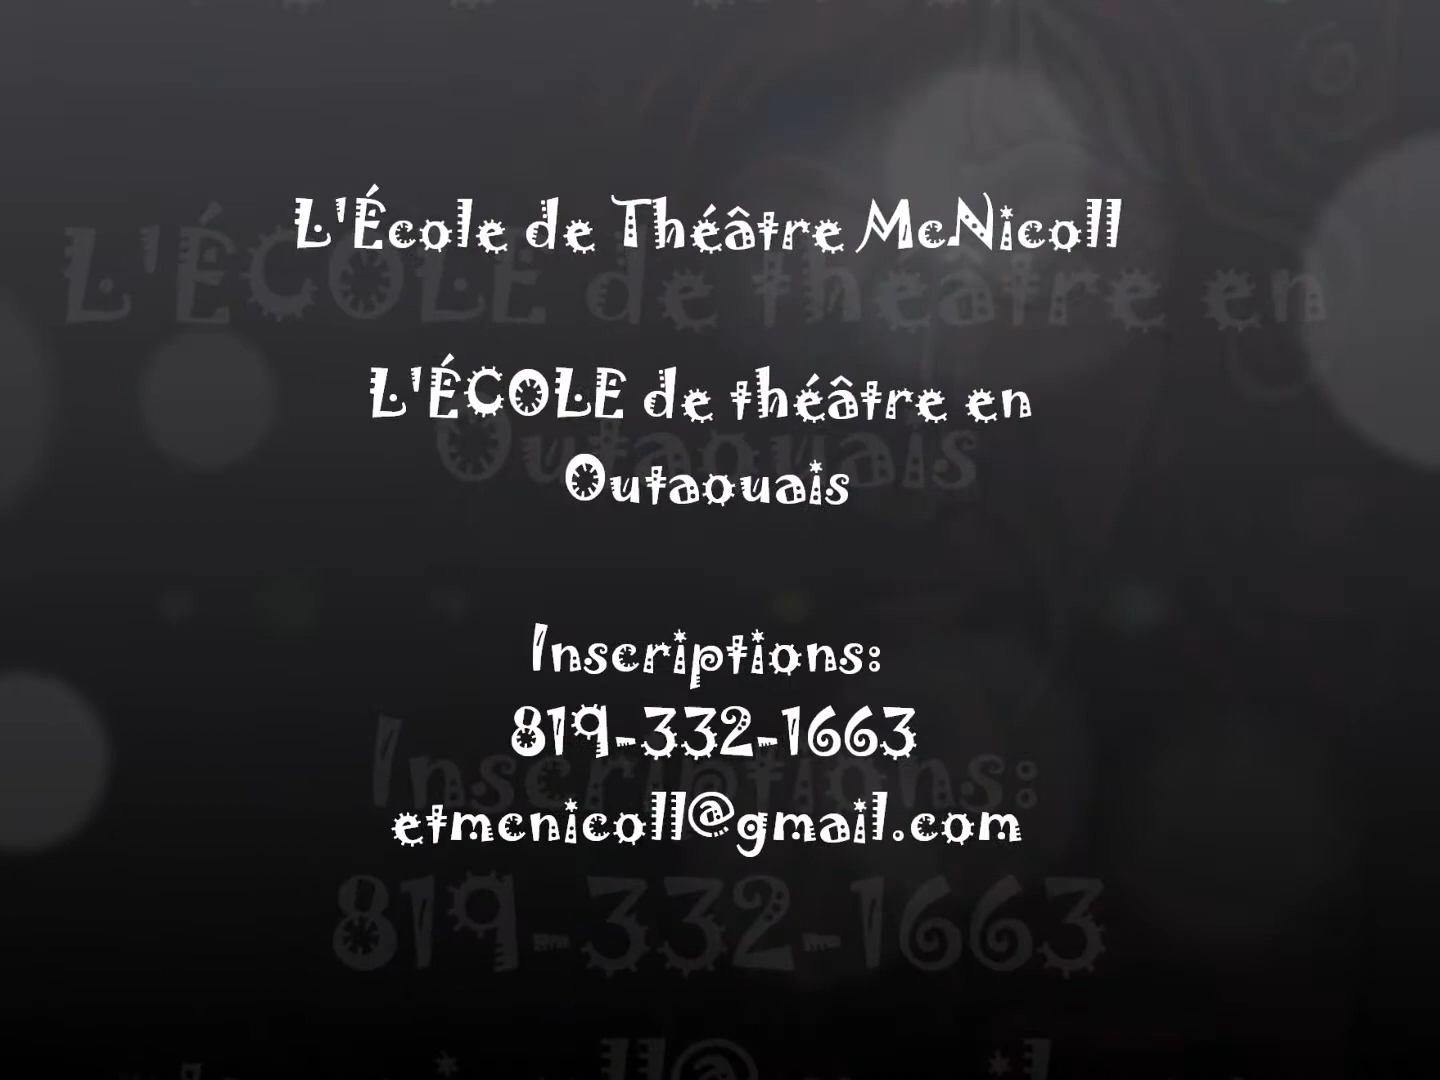 L'École de Théâtre McNicoll
L'ÉCOLE de théâtre en
Outaouais
Inscriptions:
819-332-1663
etmcnicoll@gmail.com